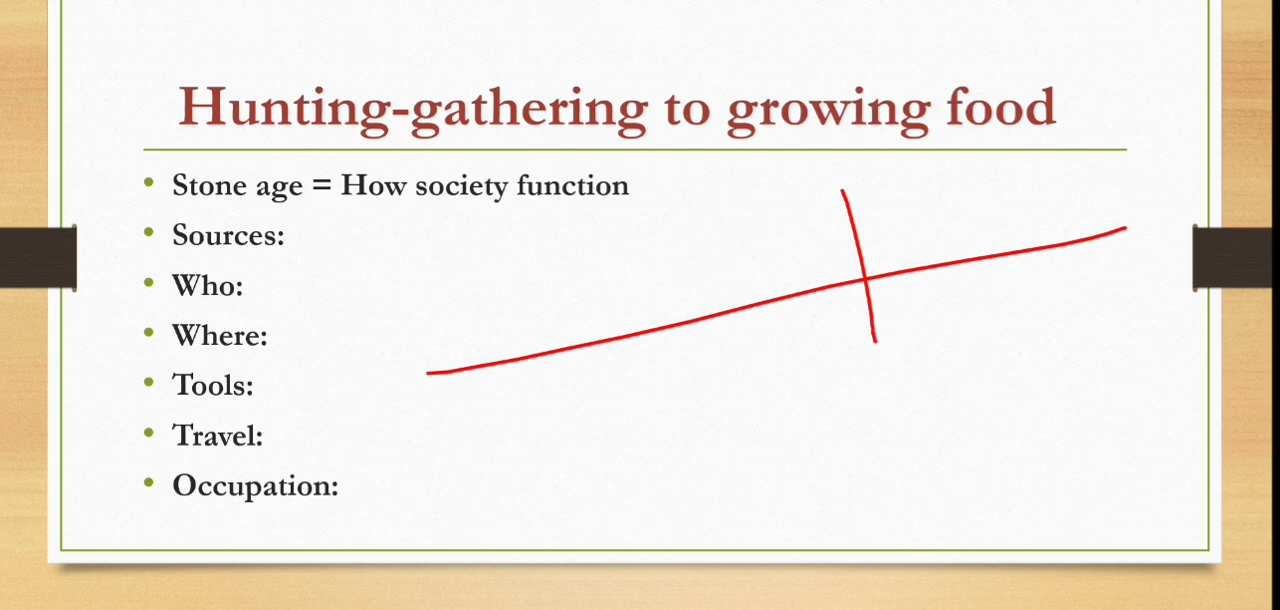 Hunting-gathering to growing food
Stone age = How society function
Sources:
Who:
Where:
Tools:
Travel:
Occupation: